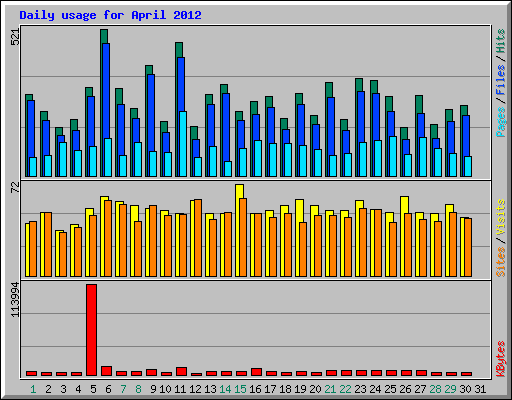 Daily usage for April 2012
521
Pages / Files / Hits
72
Sites / Visits
113994
KBytes
1 2 3 4 5 6 7 8 9 10 11 12 13 14 15 16 17 18 19 20 21 22 23 24 25 26 27 28 29 30 31